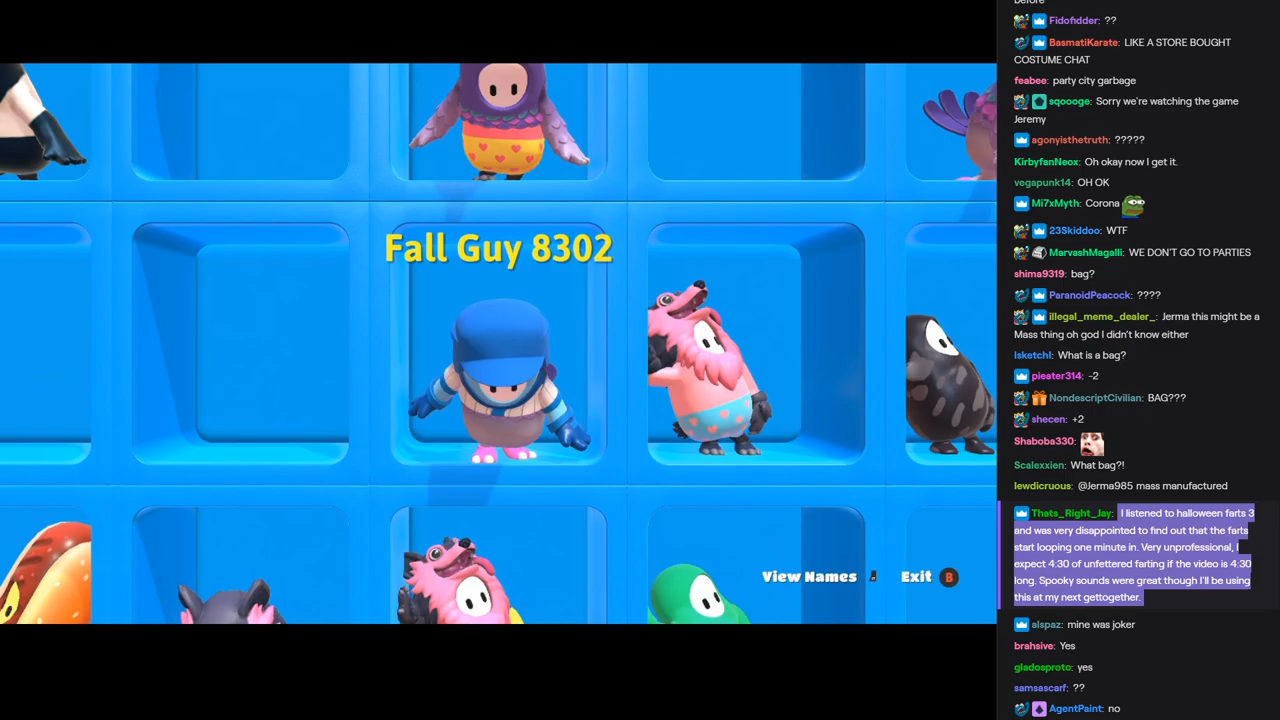 Fall Guy 8302
View Names
Exit B
before
Fidofidder: ??
BasmatiKarate: LIKE A STORE BOUGHT
COSTUME CHAT
feabee: party city garbage
sqoooge: Sorry we're watching the game
Jeremy
agonyisthetruth: ?????
KirbyfanNeox: Oh okay now I get it.
vegapunk14: OH OK
Mi7xMyth: Corona
23Skiddoo: WTF
MarvashMagalli: WE DON'T GO TO PARTIES
shima9319: bag?
ParanoidPeacock: ????
illegal_meme_dealer_: Jerma this might be a
Mass thing oh god I didn't know either
lsketchl: What is a bag?
pieater314: -2
NondescriptCivilian: BAG???
shecen: +2
Shaboba330:
Scalexxien: What bag?!
lewdicruous: @Jerma985 mass manufactured
Thats_Right_Jay: I listened to halloween farts 3
and was very disappointed to find out that the farts
start looping one minute in. Very unprofessional, I
expect 4:30 of unfettered farting if the video is 4:30
long. Spooky sounds were great though I'll be using
this at my next gettogether.
alspaz: mine was joker
brahsive: Yes
gladosproto: yes
samsascarf: ??
AgentPaint: no